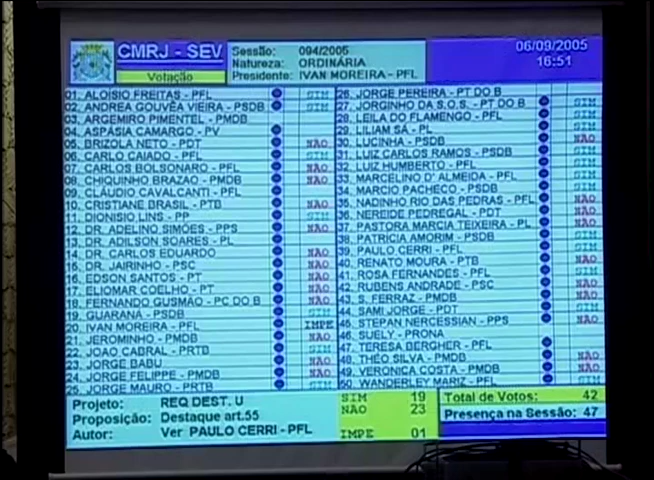 CMRJ - SEV
Votação
Sessão: 094/2005
Natureza: ORDINÁRIA
Presidente: IVAN MOREIRA - PFL
06/09/2005
16:51
01. ALOÍSIO FREITAS - PFL SIM
02. ANDREA GOUVÊA VIEIRA - PSDB SIM
03. ARGEMIRO PIMENTEL - PMDB
04. ASPÁSIA CAMARGO - PV
05. BRIZOLA NETO - PDT NÃO
06. CARLO CAIADO - PFL SIM
07. CARLOS BOLSONARO - PFL NÃO
08. CHIQUINHO BRAZÃO - PMDB NÃO
09. CLÁUDIO CAVALCANTI - PFL
10. CRISTIANE BRASIL - PTB NÃO
11. DIONISIO LINS - PP SIM
12. DR. ADELINO SIMÕES - PPS NÃO
13. DR. ADILSON SOARES - PL
14. DR. CARLOS EDUARDO NÃO
15. DR. JAIRINHO - PSC NÃO
16. EDSON SANTOS - PT NÃO
17. ELIOMAR COELHO - PT NÃO
18. FERNANDO GUSMÃO - PC DO B NÃO
19. GUARANÁ - PSDB SIM
20. IVAN MOREIRA - PFL IMPE
21. JEROMINHO - PMDB NÃO
22. JOÃO CABRAL - PRTB SIM
23. JORGE BABU NÃO
24. JORGE FELIPPE - PMDB NÃO
25. JORGE MAURO - PRTB SIM
26. JORGE PEREIRA - PT DO B
27. JORGINHO DA S.O.S. - PT DO B SIM
28. LEILA DO FLAMENGO - PFL SIM
29. LILIAM SÁ - PL SIM
30. LUCINHA - PSDB NÃO
31. LUIZ CARLOS RAMOS - PSDB SIM
32. LUIZ HUMBERTO - PFL SIM
33. MARCELINO D' ALMEIDA - PFL SIM
34. MARCIO PACHECO - PSDB SIM
35. NADINHO RIO DAS PEDRAS - PFL NÃO
36. NEREIDE PEDREGAL - PDT NÃO
37. PASTORA MARCIA TEIXEIRA - PL NÃO
38. PATRÍCIA AMORIM - PSDB SIM
39. PAULO CERRI - PFL SIM
40. RENATO MOURA - PTB NÃO
41. ROSA FERNANDES - PFL SIM
42. RUBENS ANDRADE - PSC NÃO
43. S. FERRAZ - PMDB NÃO
44. SAMI JORGE - PDT SIM
45. STEPAN NERCESSIAN - PPS NÃO
46. SUELY - PRONA
47. TERESA BERGHER - PFL SIM
48. THÉO SILVA - PMDB NÃO
49. VERONICA COSTA - PMDB NÃO
50. WANDERLEY MARIZ - PFL SIM
Projeto: REQ DEST. U
Proposição: Destaque art.55
Autor: Ver PAULO CERRI - PFL
SIM 19
NÃO 23
IMPE 01
Total de Votos: 42
Presença na Sessão: 47